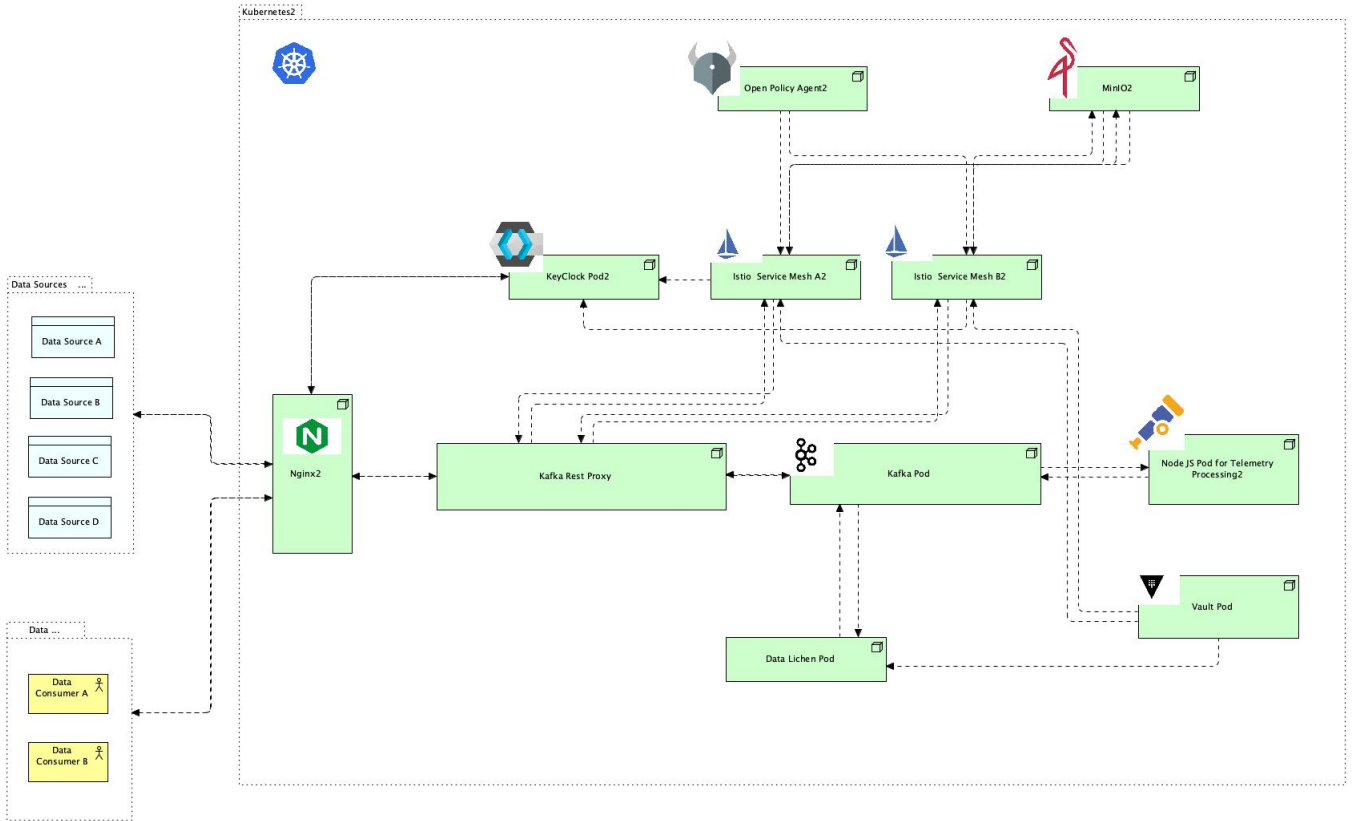 Kubernetes2
Open Policy Agent2
MinIO2
KeyClock Pod2
Istio Service Mesh A2
Istio Service Mesh B2
Data Sources ...
Data Source A
Data Source B
Data Source C
Data Source D
N
Nginx2
Kafka Rest Proxy
Kafka Pod
Node JS Pod for Telemetry
Processing2
Vault Pod
Data Lichen Pod
Data ...
Data
Consumer A
Data
Consumer B